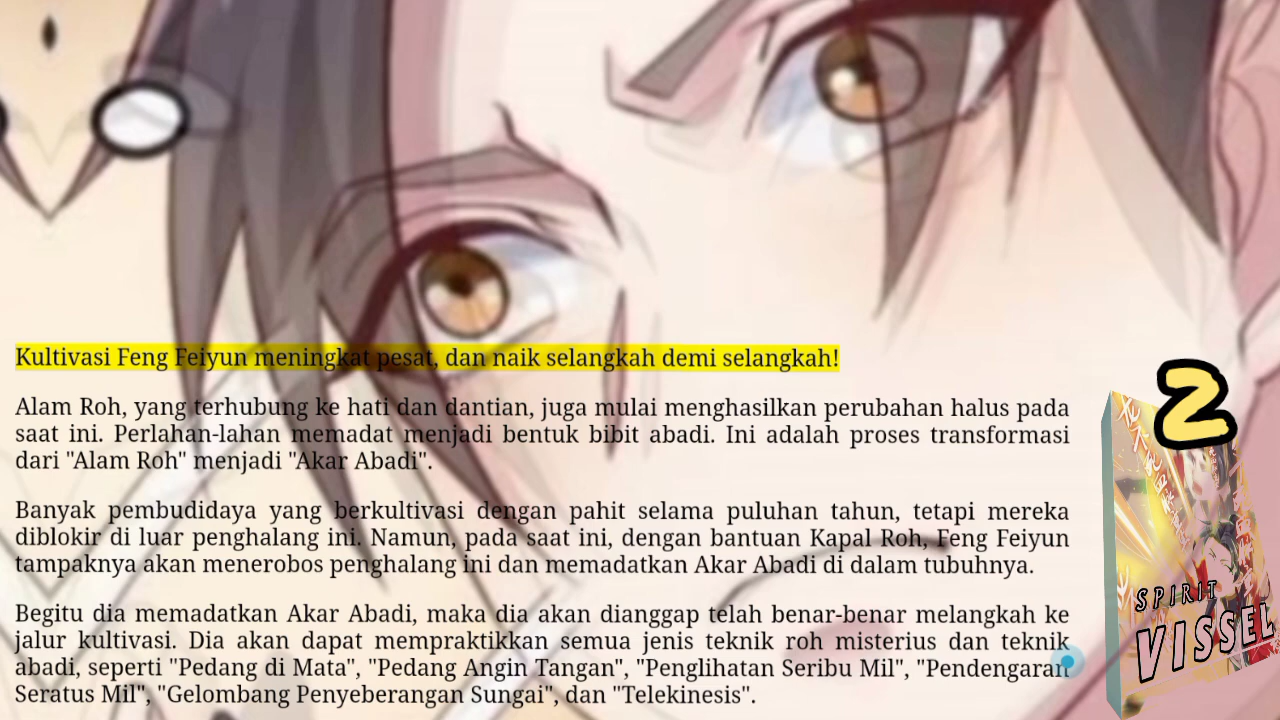 Kultivasi Feng Feiyun meningkat pesat, dan naik selangkah demi selangkah!
Alam Roh, yang terhubung ke hati dan dantian, juga mulai menghasilkan perubahan halus pada
saat ini. Perlahan-lahan memadat menjadi bentuk bibit abadi. Ini adalah proses transformasi
dari "Alam Roh" menjadi "Akar Abadi".
Banyak pembudidaya yang berkultivasi dengan pahit selama puluhan tahun, tetapi mereka
diblokir di luar penghalang ini. Namun, pada saat ini, dengan bantuan Kapal Roh, Feng Feiyun
tampaknya akan menerobos penghalang ini dan memadatkan Akar Abadi di dalam tubuhnya.
Begitu dia memadatkan Akar Abadi, maka dia akan dianggap telah benar-benar melangkah ke
jalur kultivasi. Dia akan dapat mempraktikkan semua jenis teknik roh misterius dan teknik
abadi, seperti "Pedang di Mata", "Pedang Angin Tangan", "Penglihatan Seribu Mil", "Pendengaran
Seratus Mil", "Gelombang Penyeberangan Sungai", dan "Telekinesis".
2
SPIRIT
VISSEL